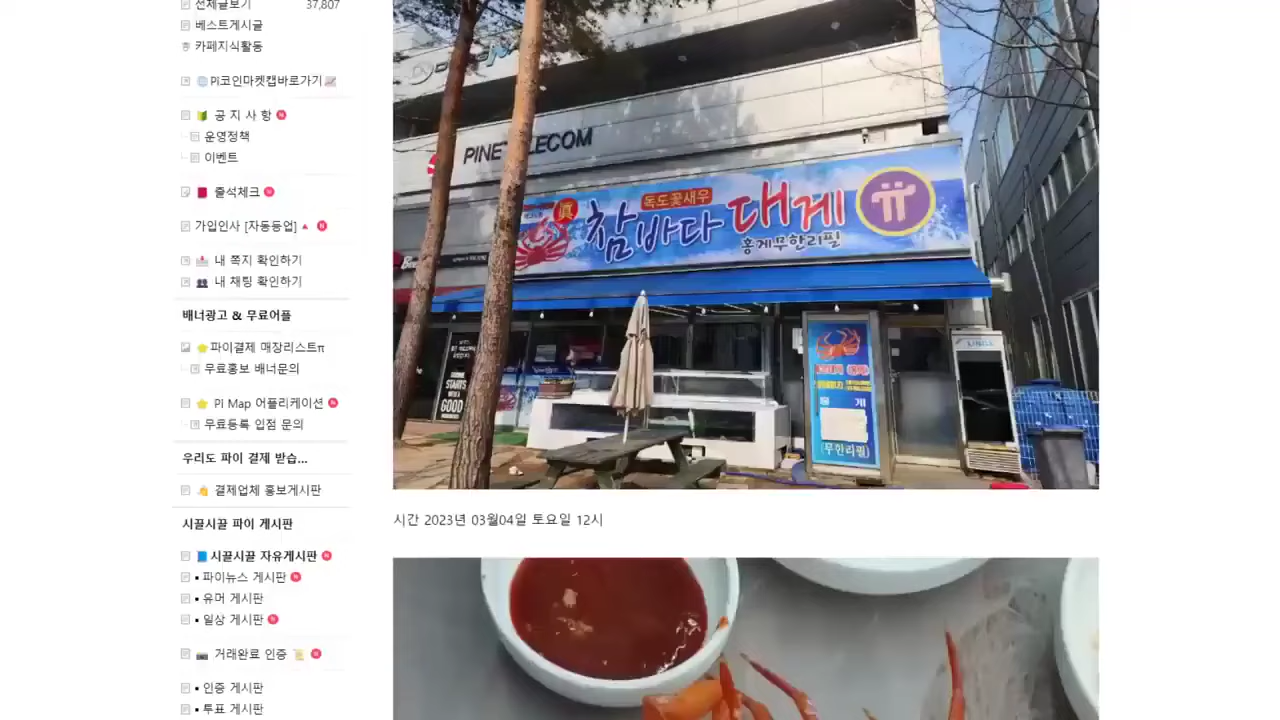 전체글보기 37,807
베스트게시글
카페지식활동
PI코인마켓캡바로가기
공 지 사 항
운영정책
이벤트
출석체크
가입인사 [자동등업]
내 쪽지 확인하기
내 채팅 확인하기
배너광고 & 무료어플
파이결제 매장리스트π
무료홍보 배너문의
PI Map 어플리케이션
무료등록 입점 문의
우리도 파이 결제 받습...
결제업체 홍보게시판
시끌시끌 파이 게시판
시끌시끌 자유게시판
파이뉴스 게시판
유머 게시판
일상 게시판
거래완료 인증
인증 게시판
투표 게시판
독도꽃새우
眞
참바다 대게
홍게무한리필
STARTS
GOOD
(무한리필)
시간 2023년 03월04일 토요일 12시